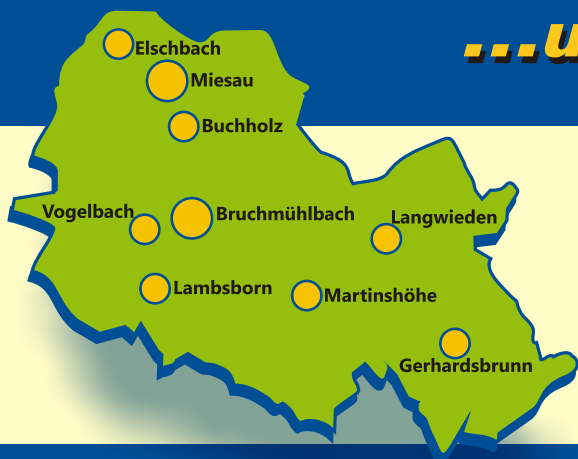 ...u
Elschbach
Miesau
Buchholz
Vogelbach
Bruchmühlbach
Langwieden
Lambsborn
Martinshöhe
Gerhardsbrunn